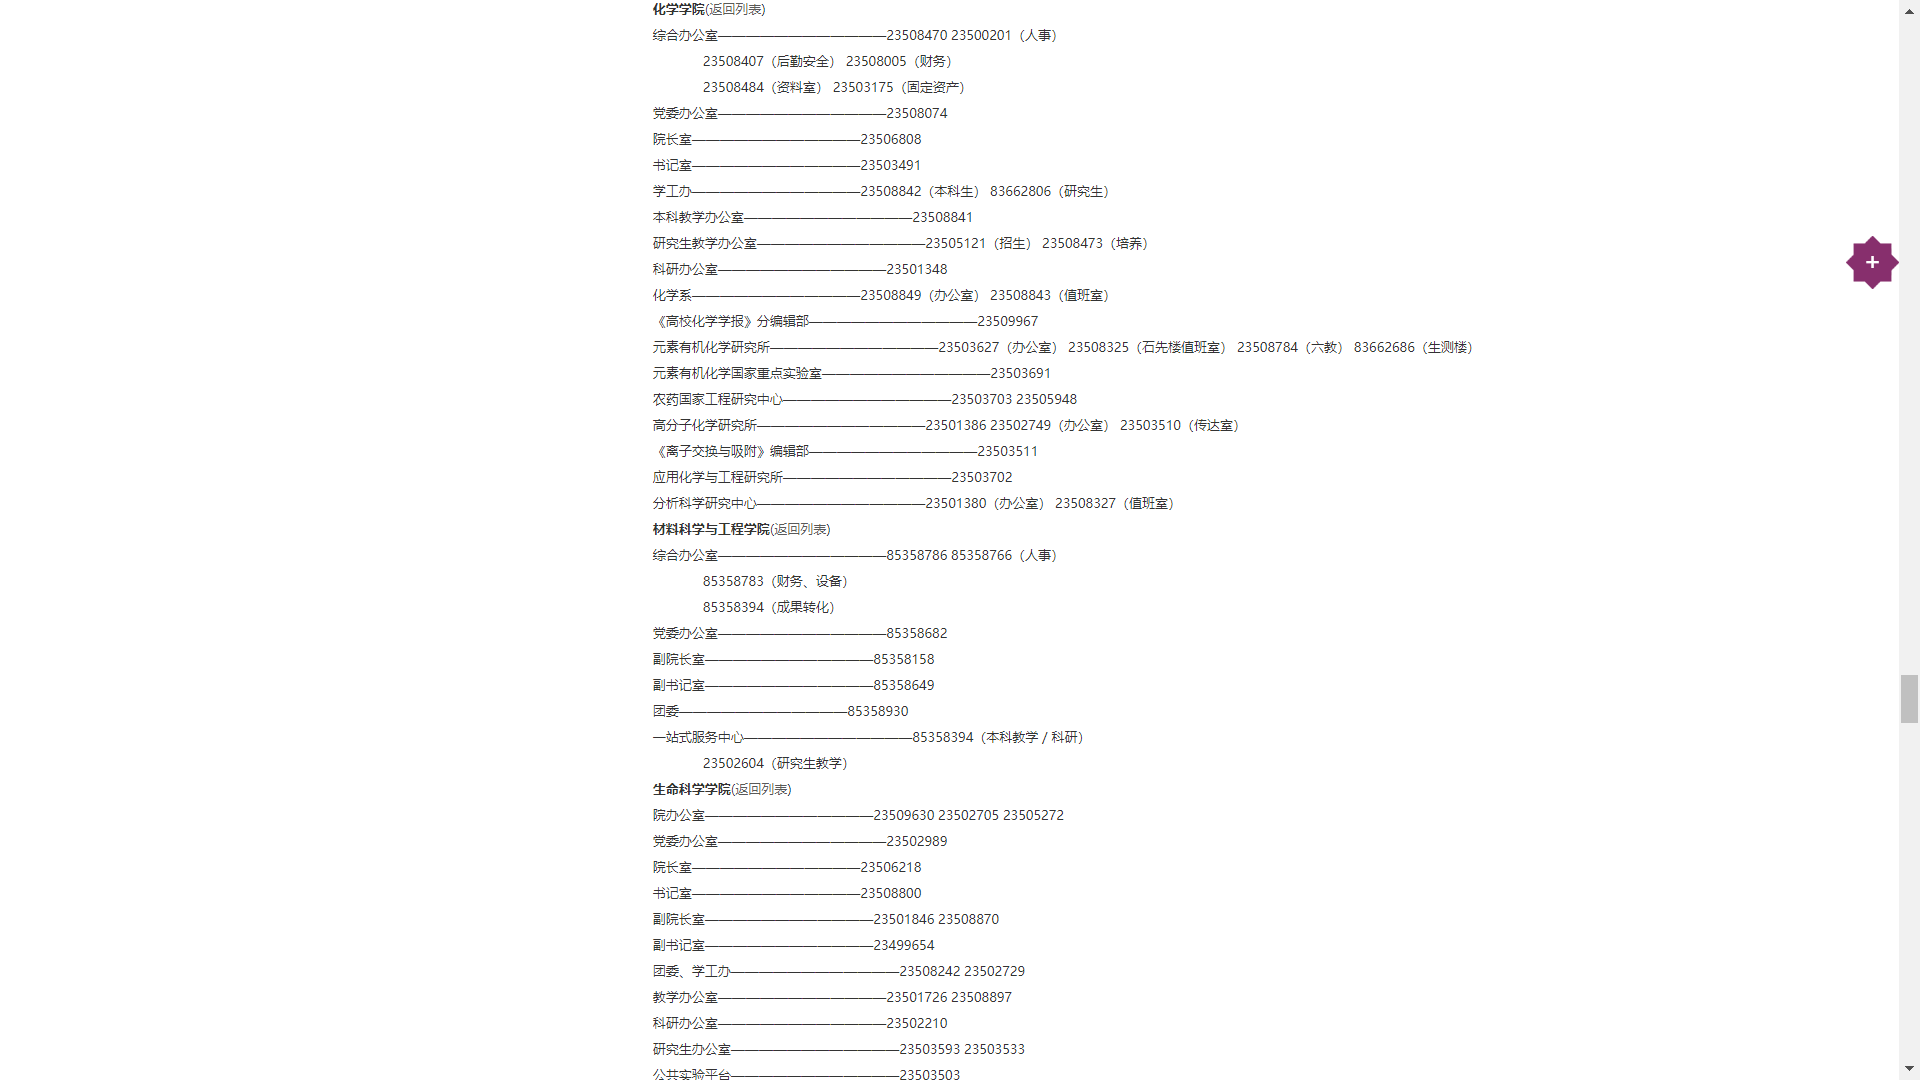 化学学院(返回列表)
综合办公室————————————23508470 23500201（人事）
23508407（后勤安全） 23508005（财务）
23508484（资料室） 23503175（固定资产）
党委办公室————————————23508074
院长室————————————23506808
书记室————————————23503491
学工办————————————23508842（本科生） 83662806（研究生）
本科教学办公室————————————23508841
研究生教学办公室————————————23505121（招生） 23508473（培养）
科研办公室————————————23501348
化学系————————————23508849（办公室） 23508843（值班室）
《高校化学学报》分编辑部————————————23509967
元素有机化学研究所————————————23503627（办公室） 23508325（石先楼值班室） 23508784（六教） 83662686（生测楼）
元素有机化学国家重点实验室————————————23503691
农药国家工程研究中心————————————23503703 23505948
高分子化学研究所————————————23501386 23502749（办公室） 23503510（传达室）
《离子交换与吸附》编辑部————————————23503511
应用化学与工程研究所————————————23503702
分析科学研究中心————————————23501380（办公室） 23508327（值班室）
材料科学与工程学院(返回列表)
综合办公室————————————85358786 85358766（人事）
85358783（财务、设备）
85358394（成果转化）
党委办公室————————————85358682
副院长室————————————85358158
副书记室————————————85358649
团委————————————85358930
一站式服务中心————————————85358394（本科教学 / 科研）
23502604（研究生教学）
生命科学学院(返回列表)
院办公室————————————23509630 23502705 23505272
党委办公室————————————23502989
院长室————————————23506218
书记室————————————23508800
副院长室————————————23501846 23508870
副书记室————————————23499654
团委、学工办————————————23508242 23502729
教学办公室————————————23501726 23508897
科研办公室————————————23502210
研究生办公室————————————23503593 23503533
公共实验平台————————————23503503